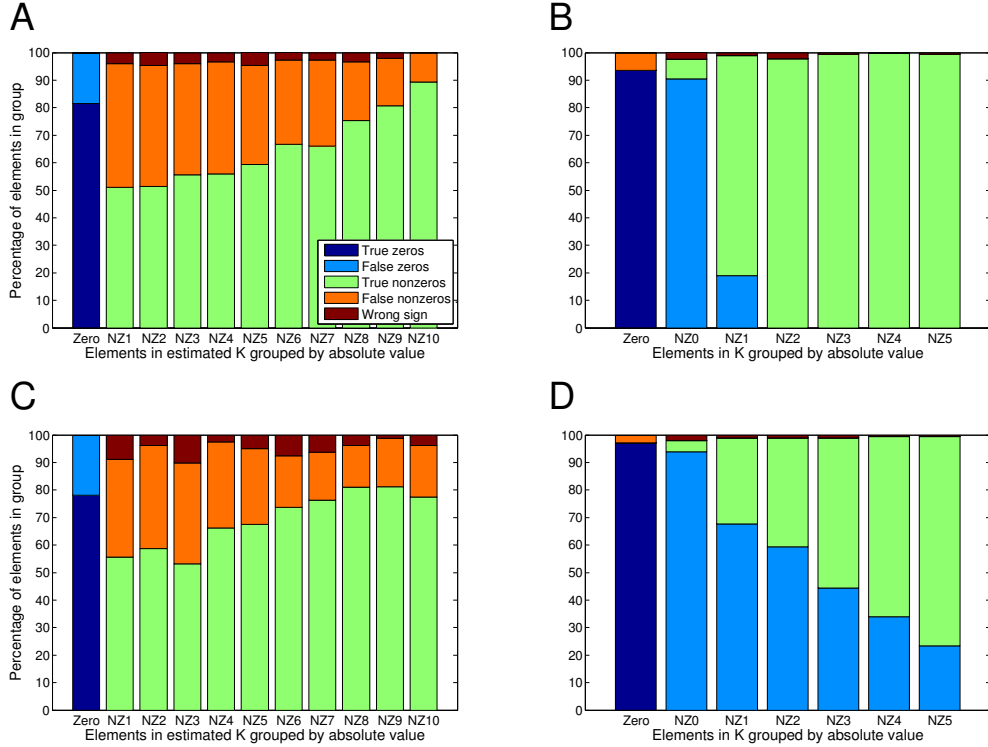 A
B
Percentage of elements in group
100
90
80
70
60
50
40
30
20
10
0
True zeros
False zeros
True nonzeros
False nonzeros
Wrong sign
Zero NZ1 NZ2 NZ3 NZ4 NZ5 NZ6 NZ7 NZ8 NZ9 NZ10
Elements in estimated K grouped by absolute value
100
90
80
70
60
50
40
30
20
10
0
Zero NZ0 NZ1 NZ2 NZ3 NZ4 NZ5
Elements in K grouped by absolute value
C
D
Percentage of elements in group
100
90
80
70
60
50
40
30
20
10
0
Zero NZ1 NZ2 NZ3 NZ4 NZ5 NZ6 NZ7 NZ8 NZ9 NZ10
Elements in estimated K grouped by absolute value
100
90
80
70
60
50
40
30
20
10
0
Zero NZ0 NZ1 NZ2 NZ3 NZ4 NZ5
Elements in K grouped by absolute value